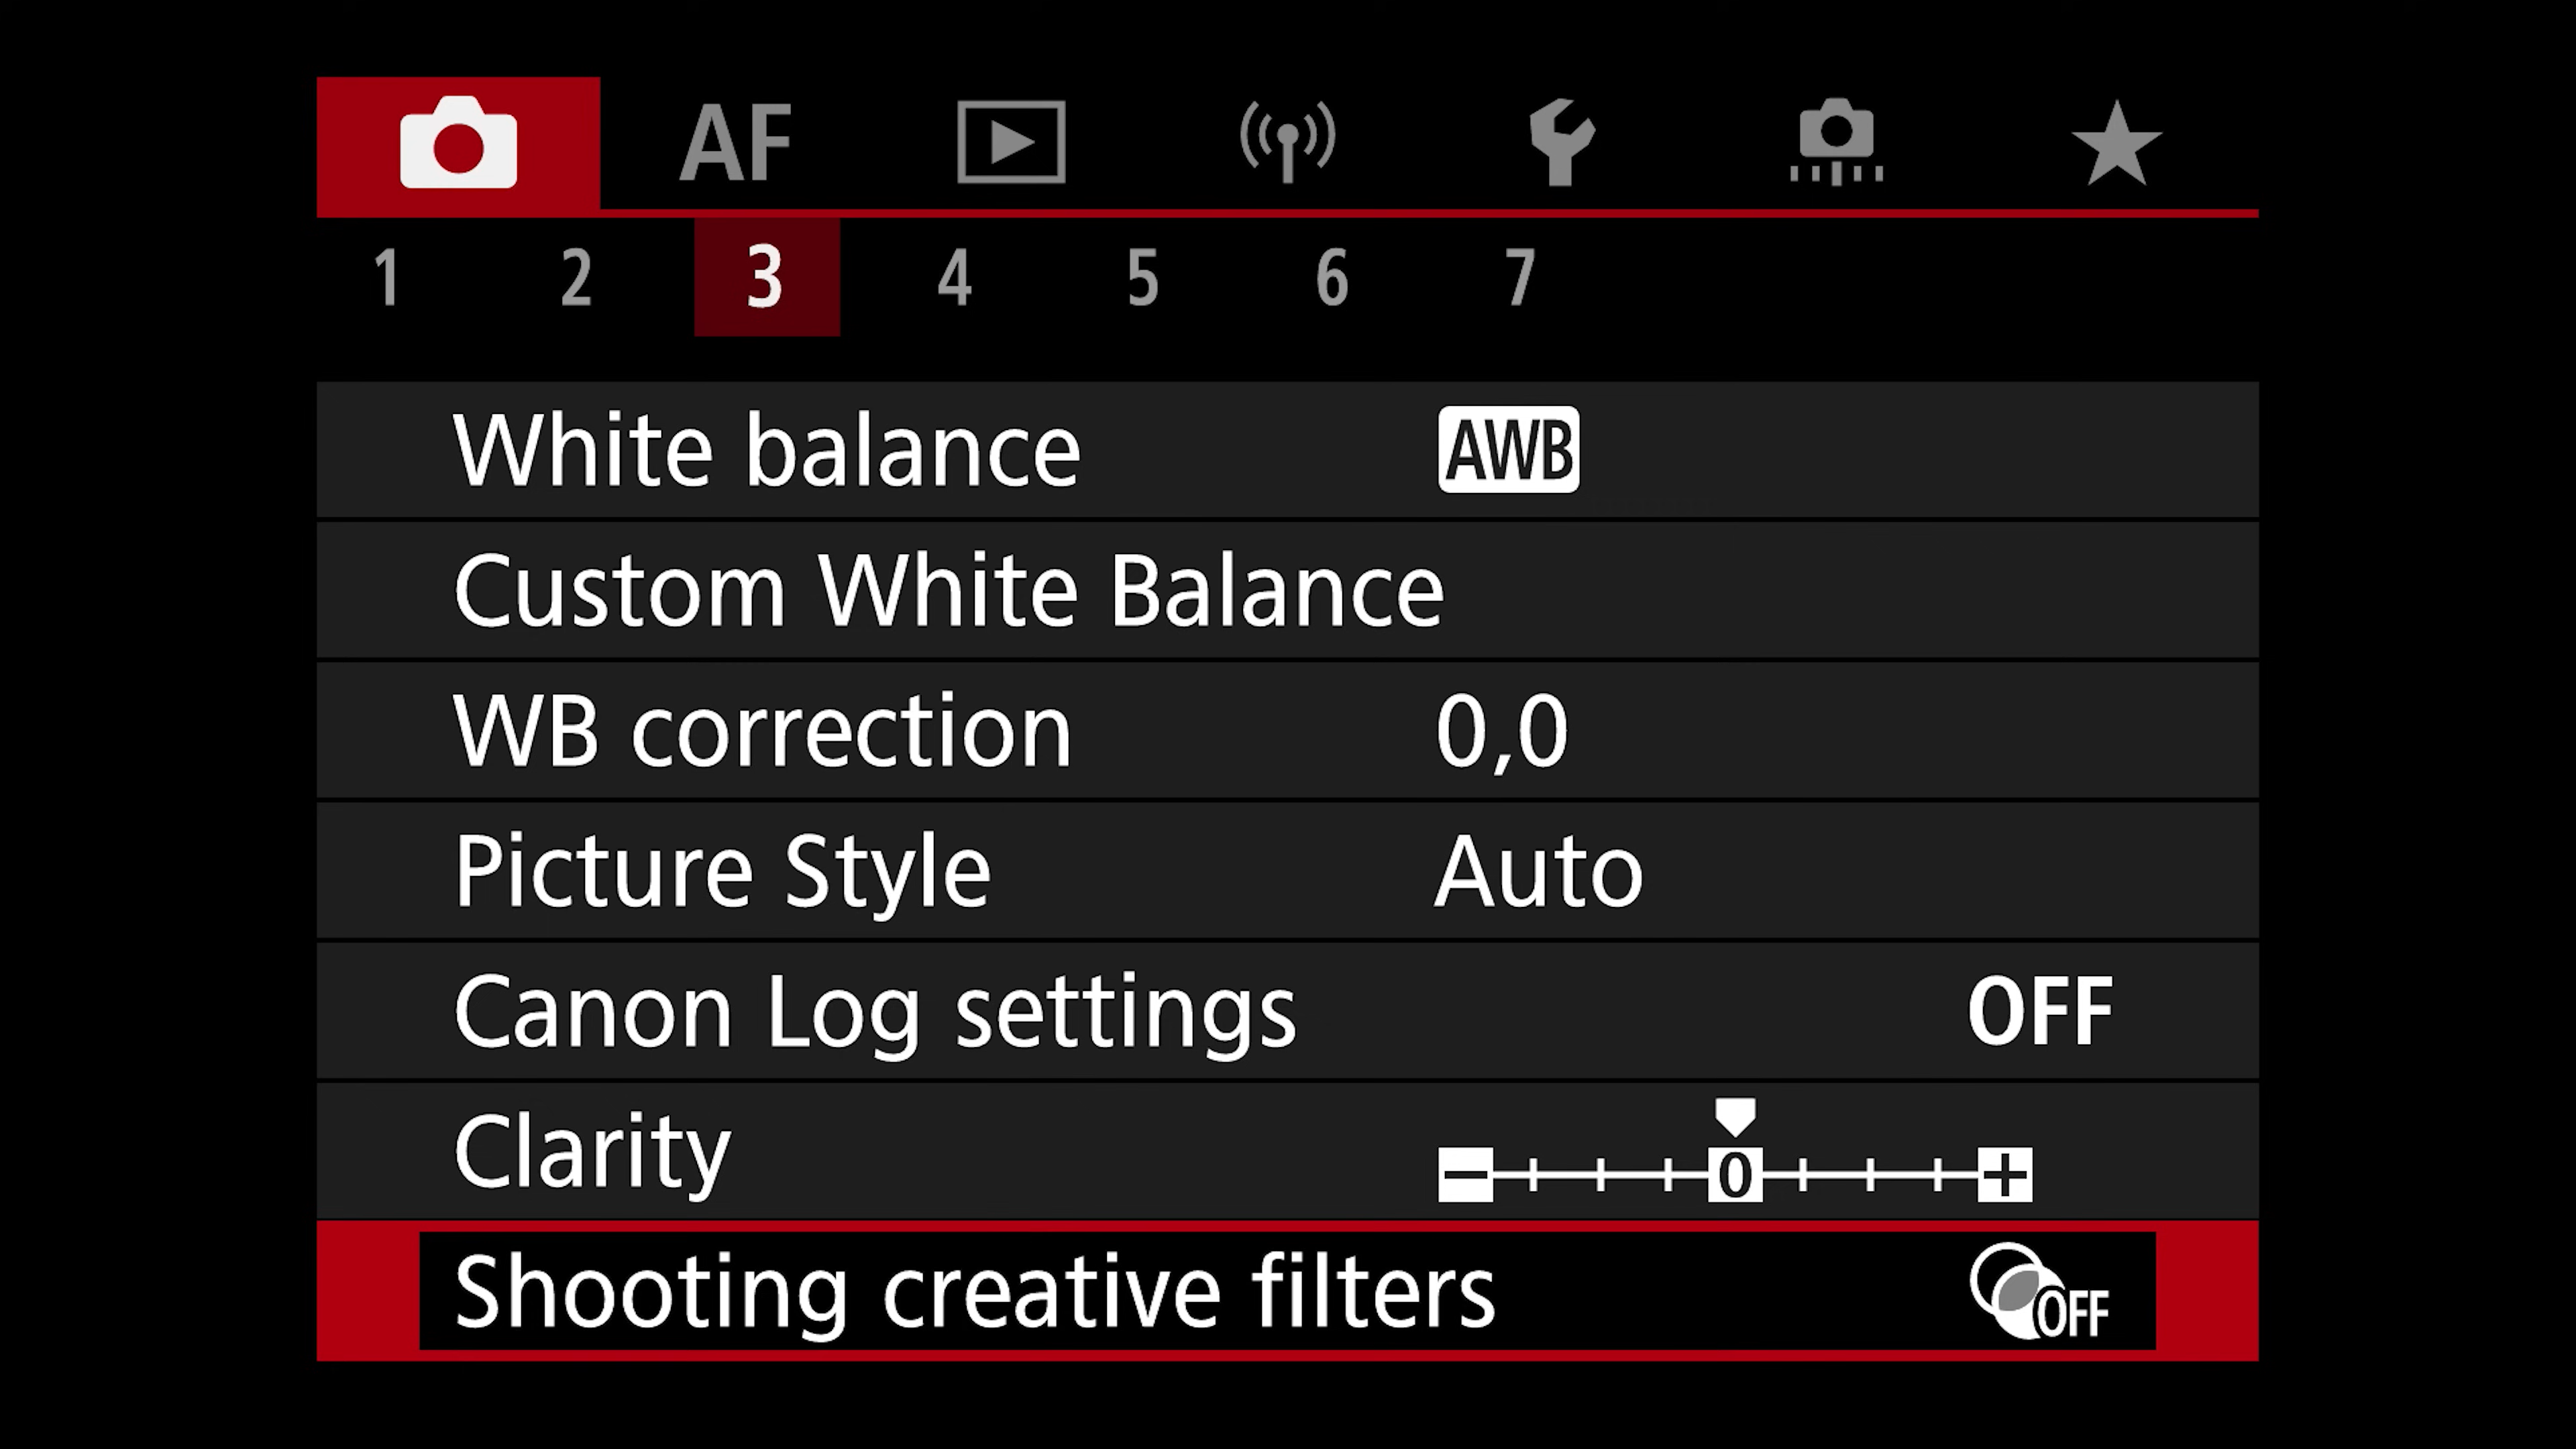 AF
1 2 3 4 5 6 7
White balance AWB
Custom White Balance
WB correction 0,0
Picture Style Auto
Canon Log settings OFF
Clarity − 0 +
Shooting creative filters OFF